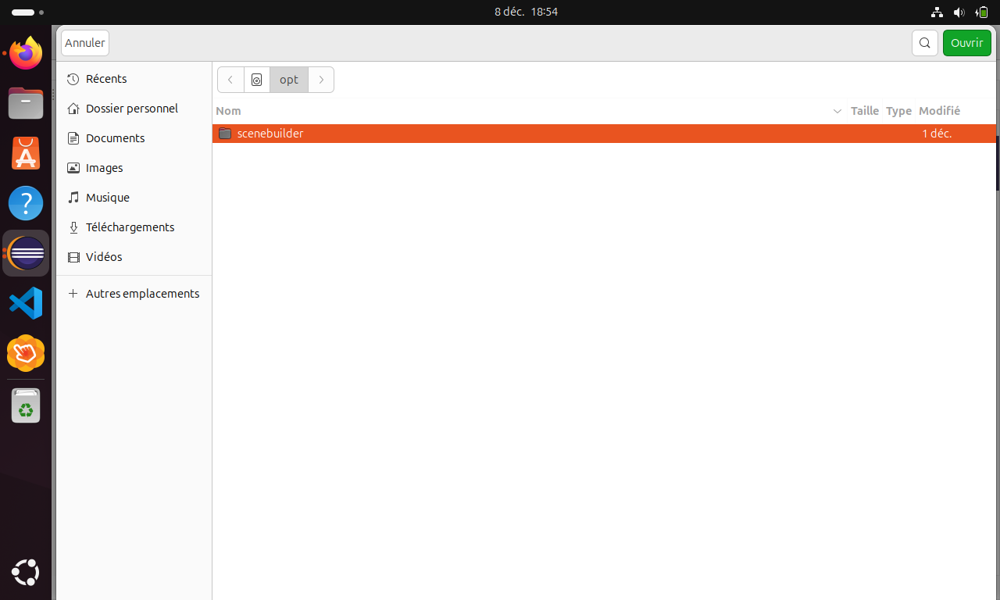 8 déc. 18:54
Annuler
Ouvrir
Récents
Dossier personnel
Documents
Images
Musique
Téléchargements
Vidéos
Autres emplacements
opt
Nom Taille Type Modifié
scenebuilder 1 déc.